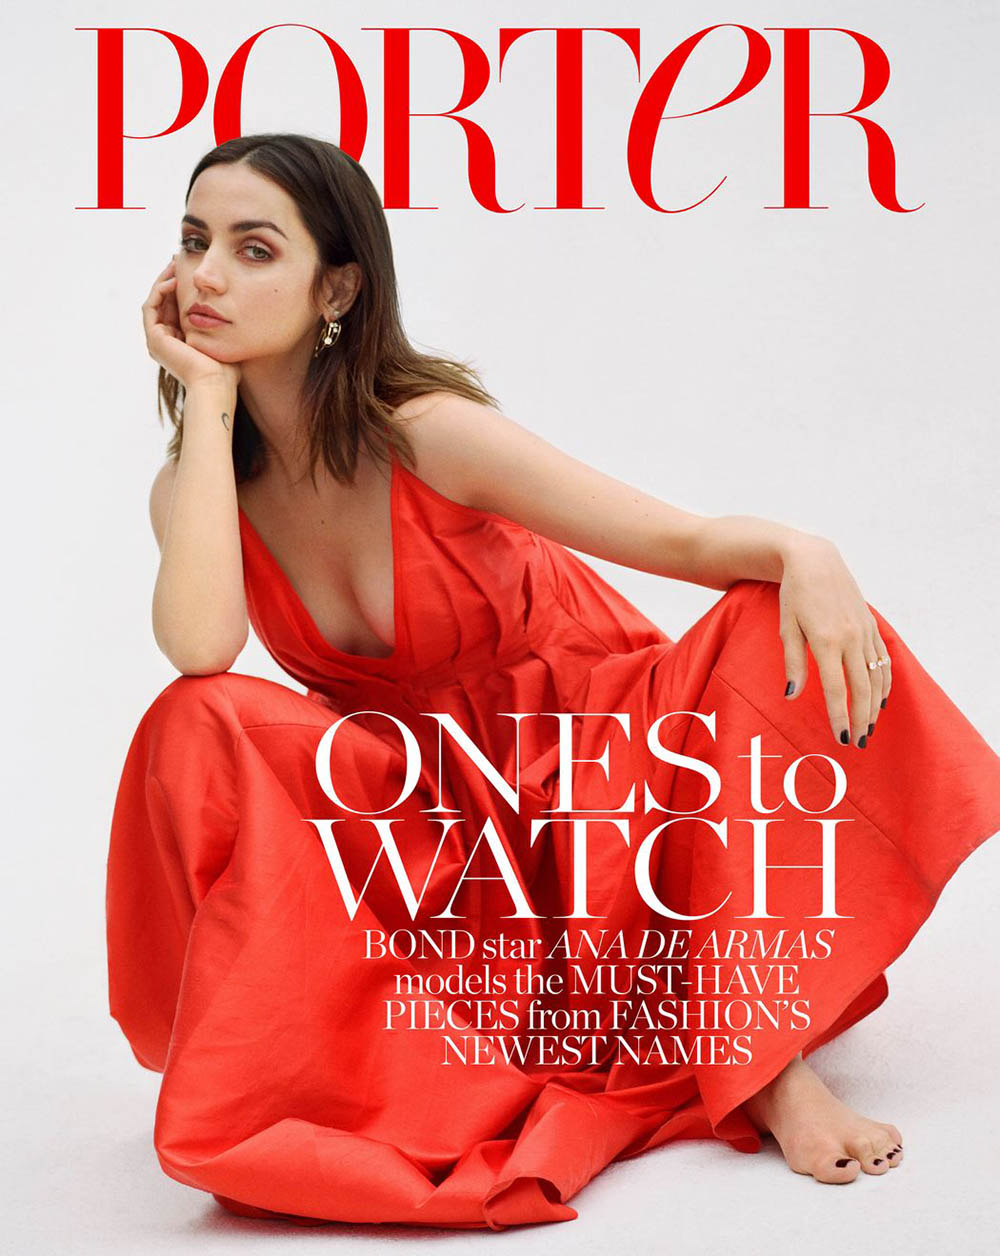 PORTeR
ONES to
WATCH
BOND star ANA DE ARMAS
models the MUST-HAVE
PIECES from FASHION'S
NEWEST NAMES